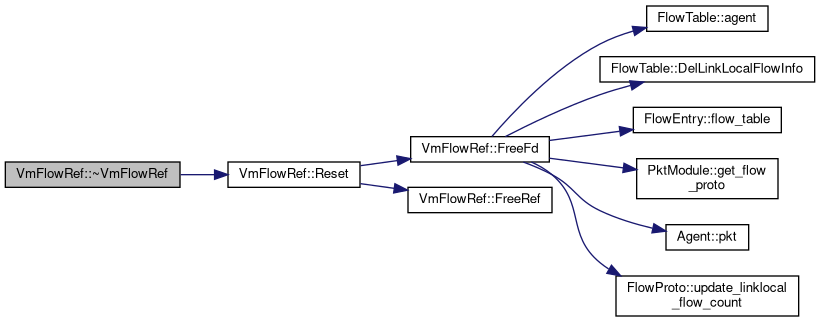 VmFlowRef::~VmFlowRef
VmFlowRef::Reset
VmFlowRef::FreeFd
VmFlowRef::FreeRef
FlowTable::agent
FlowTable::DelLinkLocalFlowInfo
FlowEntry::flow_table
PktModule::get_flow
_proto
Agent::pkt
FlowProto::update_linklocal
_flow_count